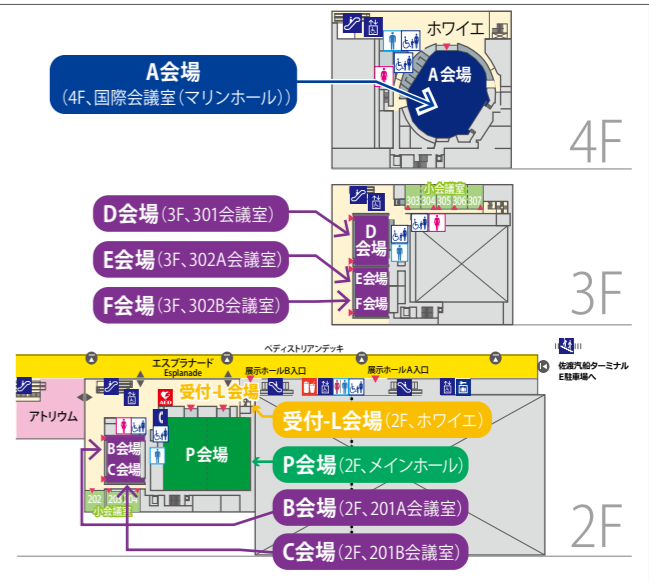 ホワイエ
A会場
(4F、国際会議室(マリンホール))
A会場
4F
小会議室
303 304 305 306 307
D会場(3F、301会議室)
D
会場
E会場(3F、302A会議室)
E会場
F会場(3F、302B会議室)
F会場
3F
ペディストリアンデッキ
エスプラナード
Esplanade
展示ホールB入口
展示ホールA入口
佐渡汽船ターミナル
E駐車場へ
アトリウム
AED
受付-L会場
受付-L会場(2F、ホワイエ)
B会場
C会場
P会場
P会場(2F、メインホール)
202 203 204
小会議室
B会場(2F、201A会議室)
C会場(2F、201B会議室)
2F